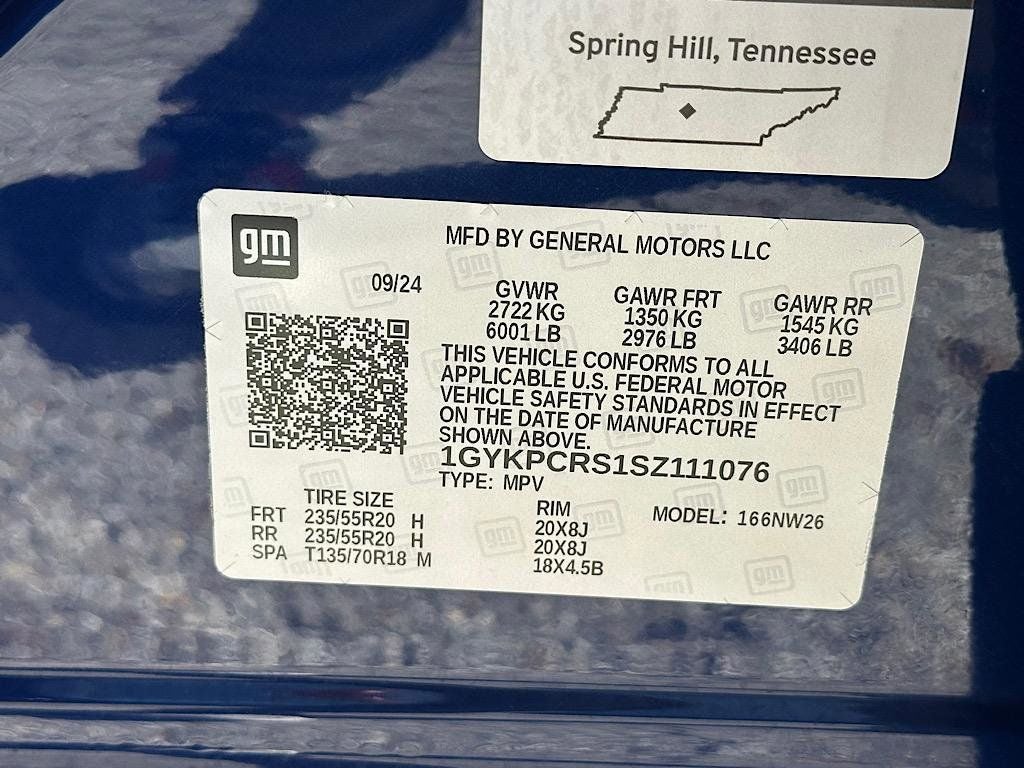 Spring Hill, Tennessee
gm
MFD BY GENERAL MOTORS LLC
09/24
GVWR GAWR FRT GAWR RR
2722 KG 1350 KG 1545 KG
6001 LB 2976 LB 3406 LB
THIS VEHICLE CONFORMS TO ALL
APPLICABLE U.S. FEDERAL MOTOR
VEHICLE SAFETY STANDARDS IN EFFECT
ON THE DATE OF MANUFACTURE
SHOWN ABOVE.
1GYKPCRS1SZ111076
TYPE: MPV
TIRE SIZE RIM MODEL: 166NW26
FRT 235/55R20 H 20X8J
RR 235/55R20 H 20X8J
SPA T135/70R18 M 18X4.5B